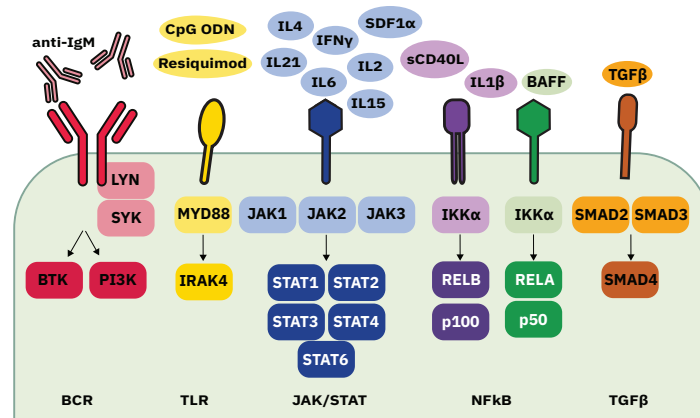 CpG ODN
IL4
SDF1α
anti-IgM
IFNγ
Resiquimod
IL21
IL2
sCD40L
IL6
IL1β
BAFF
TGFβ
IL15
LYN
SYK
MYD88
JAK1
JAK2
JAK3
IKKα
IKKα
SMAD2
SMAD3
BTK
PI3K
IRAK4
STAT1
STAT2
RELB
RELA
SMAD4
STAT3
STAT4
p100
p50
STAT6
BCR
TLR
JAK/STAT
NFkB
TGFβ